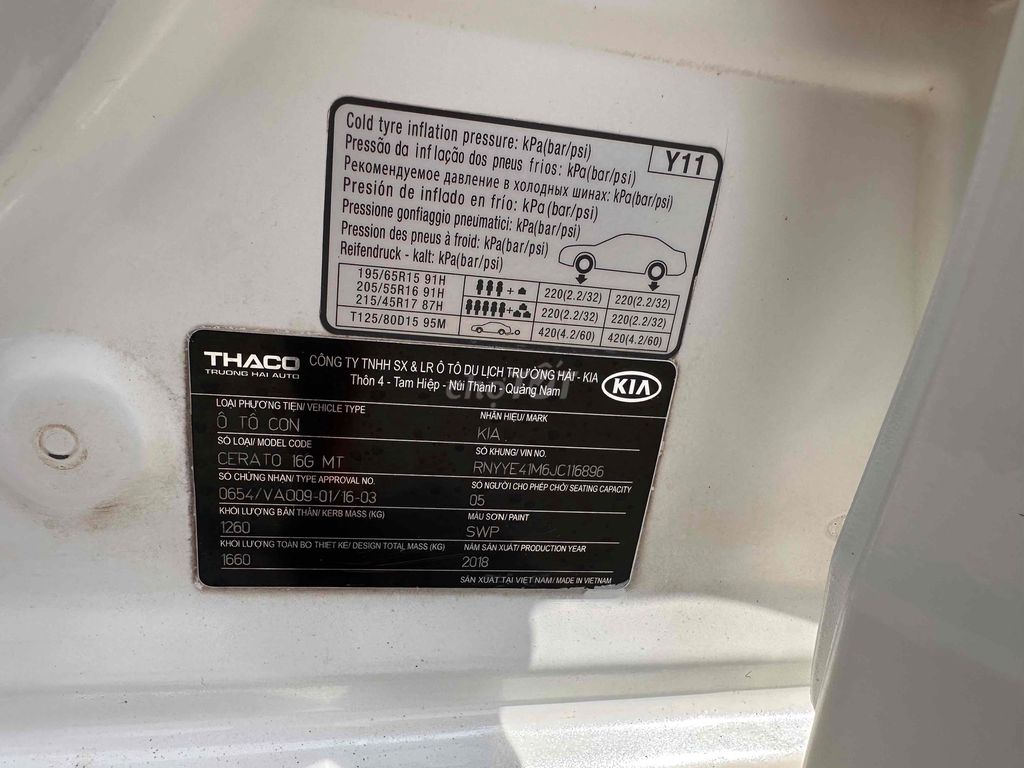 Cold tyre inflation pressure: kPa(bar/psi)
Y11
Pressão da inflação dos pneus frios: kPa(bar/psi)
Рекомендуемое давление в холодных шинах: kPa(bar/psi)
Presión de inflado en frío: kPa(bar/psi)
Pressione gonfiaggio pneumatici: kPa(bar/psi)
Pression des pneus à froid: kPa(bar/psi)
Reifendruck - kalt: kPa(bar/psi)
195/65R15 91H
205/55R16 91H
215/45R17 87H
+ 220(2.2/32) 220(2.2/32)
+ 220(2.2/32) 220(2.2/32)
T125/80D15 95M 420(4.2/60) 420(4.2/60)
THACO
TRUONG HAI AUTO
CÔNG TY TNHH SX & LR Ô TÔ DU LỊCH TRƯỜNG HẢI - KIA
Thôn 4 - Tam Hiệp - Núi Thành - Quảng Nam
KIA
chợTỐT
LOẠI PHƯƠNG TIỆN/ VEHICLE TYPE
Ô TÔ CON
NHÃN HIỆU/ MARK
KIA
SỐ LOẠI/ MODEL CODE
CERATO 16G MT
SỐ KHUNG/ VIN NO.
RNYYE41M6JC116896
SỐ CHỨNG NHẬN/ TYPE APPROVAL NO.
0654/VAQ09-01/16-03
SỐ NGƯỜI CHO PHÉP CHỞ/ SEATING CAPACITY
05
KHỐI LƯỢNG BẢN THÂN/ KERB MASS (KG)
1260
MÀU SƠN/ PAINT
SWP
KHỐI LƯỢNG TOÀN BỘ THIẾT KẾ/ DESIGN TOTAL MASS (KG)
1660
NĂM SẢN XUẤT/ PRODUCTION YEAR
2018
SẢN XUẤT TẠI VIỆT NAM/ MADE IN VIETNAM